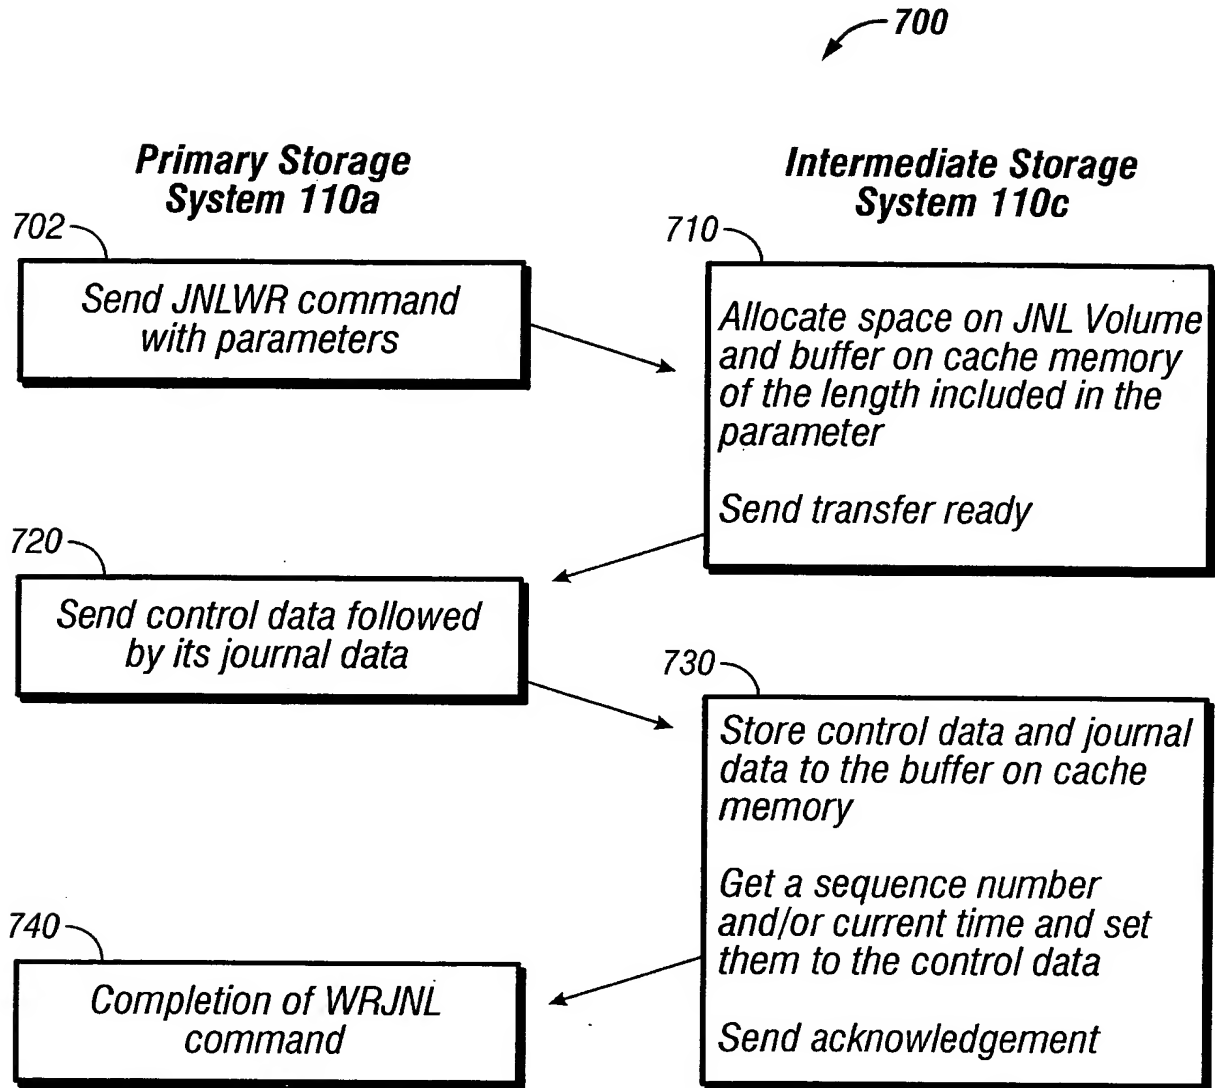 700
Primary Storage
System 110a
Intermediate Storage
System 110c
702
Send JNLWR command
with parameters
710
Allocate space on JNL Volume
and buffer on cache memory
of the length included in the
parameter
Send transfer ready
720
Send control data followed
by its journal data
730
Store control data and journal
data to the buffer on cache
memory
Get a sequence number
and/or current time and set
them to the control data
Send acknowledgement
740
Completion of WRJNL
command